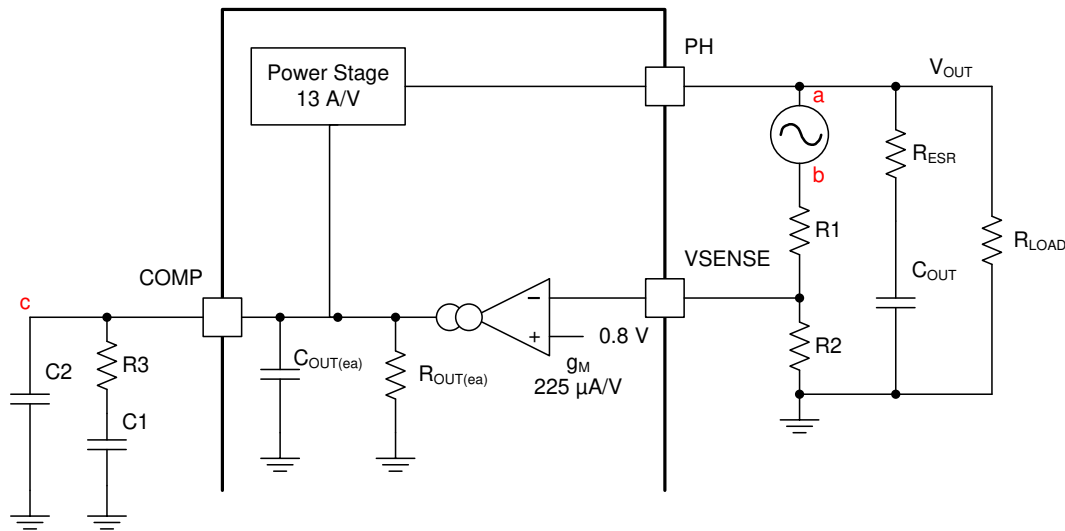 PH
Power Stage
13 A/V
a
VOUT
RESR
b
R1
VSENSE
RLOAD
COMP
COUT
c
−
+
0.8 V
R2
C2
R3
COUT(ea)
ROUT(ea)
gM
225 µA/V
C1